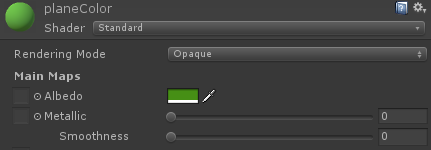 planeColor
Shader Standard
Rendering Mode Opaque
Main Maps
Albedo
Metallic 0
Smoothness 0